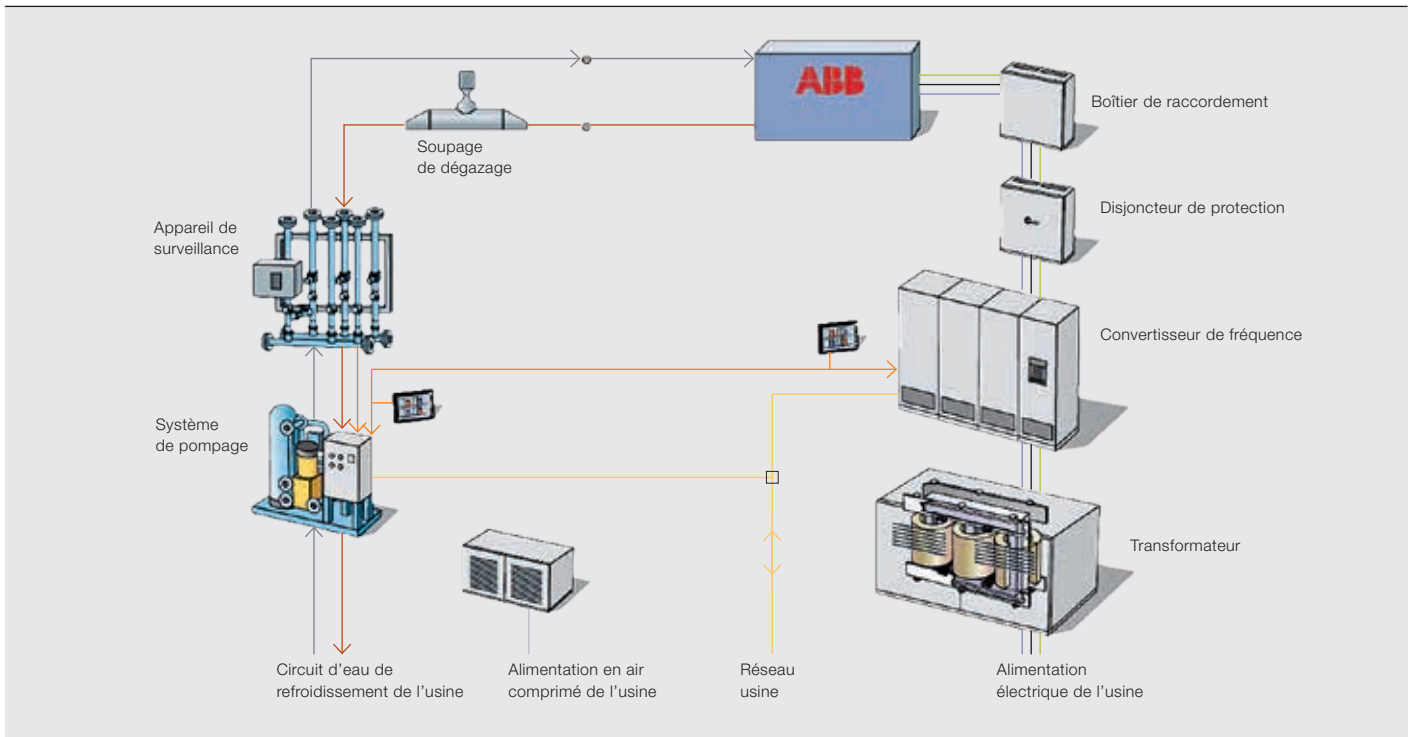 ABB
Boîtier de raccordement
Soupage
de dégazage
Disjoncteur de protection
Appareil de
surveillance
Convertisseur de fréquence
Système
de pompage
Transformateur
Circuit d'eau de
refroidissement de l'usine
Alimentation en air
comprimé de l'usine
Réseau
usine
Alimentation
électrique de l'usine